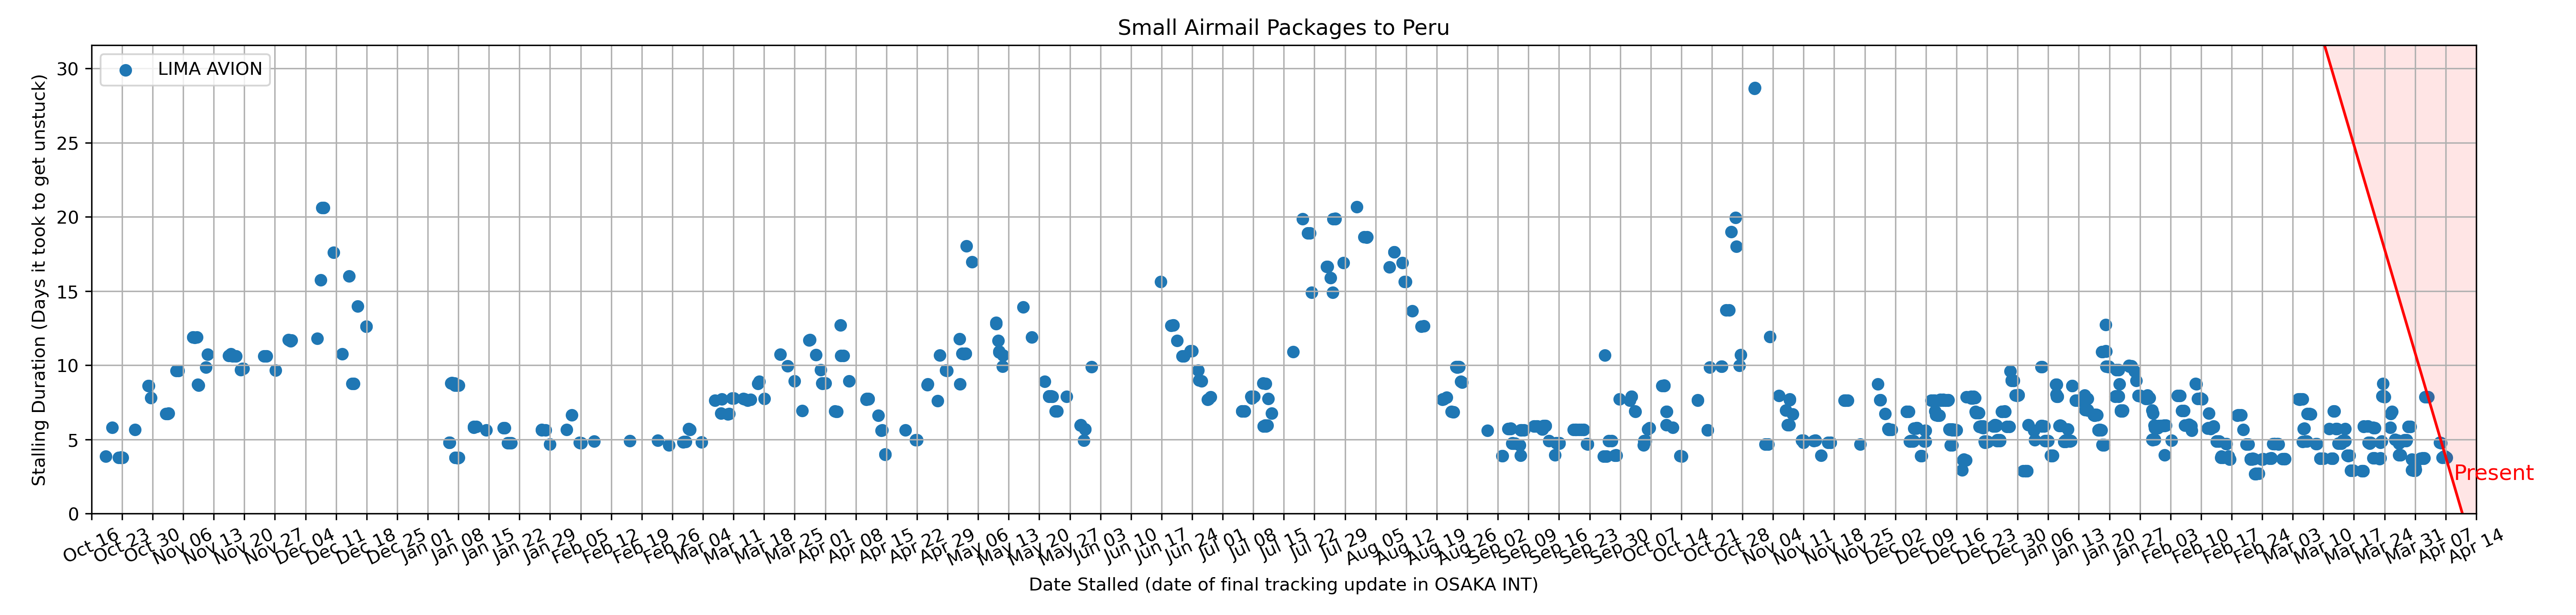 Small Airmail Packages to Peru
LIMA AVION
Stalling Duration (Days it took to get unstuck)
30
25
20
15
10
5
0
Present
Oct 16 Oct 23 Oct 30 Nov 06 Nov 13 Nov 20 Nov 27 Dec 04 Dec 11 Dec 18 Dec 25 Jan 01 Jan 08 Jan 15 Jan 22 Jan 29 Feb 05 Feb 12 Feb 19 Feb 26 Mar 04 Mar 11 Mar 18 Mar 25 Apr 01 Apr 08 Apr 15 Apr 22 Apr 29 May 06 May 13 May 20 May 27 Jun 03 Jun 10 Jun 17 Jun 24 Jul 01 Jul 08 Jul 15 Jul 22 Jul 29 Aug 05 Aug 12 Aug 19 Aug 26 Sep 02 Sep 09 Sep 16 Sep 23 Sep 30 Oct 07 Oct 14 Oct 21 Oct 28 Nov 04 Nov 11 Nov 18 Nov 25 Dec 02 Dec 09 Dec 16 Dec 23 Dec 30 Jan 06 Jan 13 Jan 20 Jan 27 Feb 03 Feb 10 Feb 17 Feb 24 Mar 03 Mar 10 Mar 17 Mar 24 Mar 31 Apr 07 Apr 14
Date Stalled (date of final tracking update in OSAKA INT)